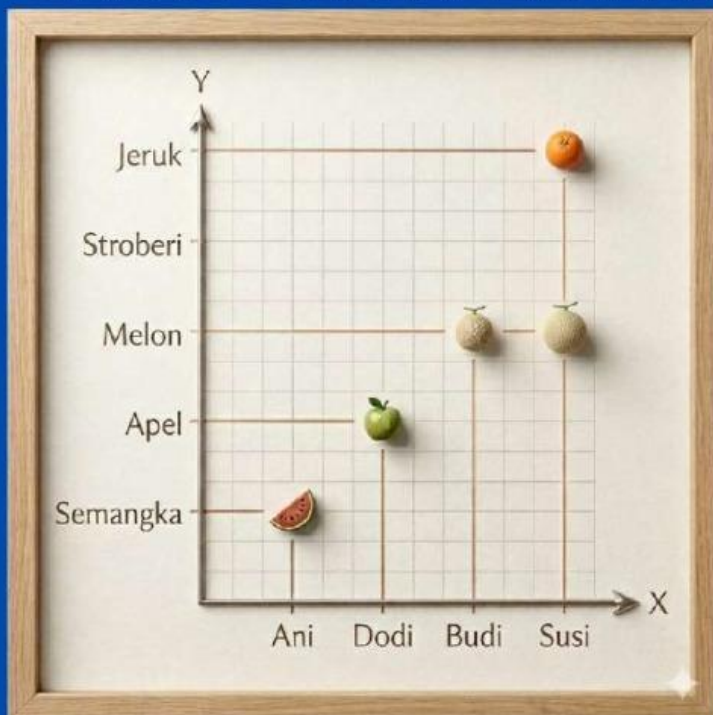 Y
Jeruk
Stroberi
Melon
Apel
Semangka
X
Ani Dodi Budi Susi